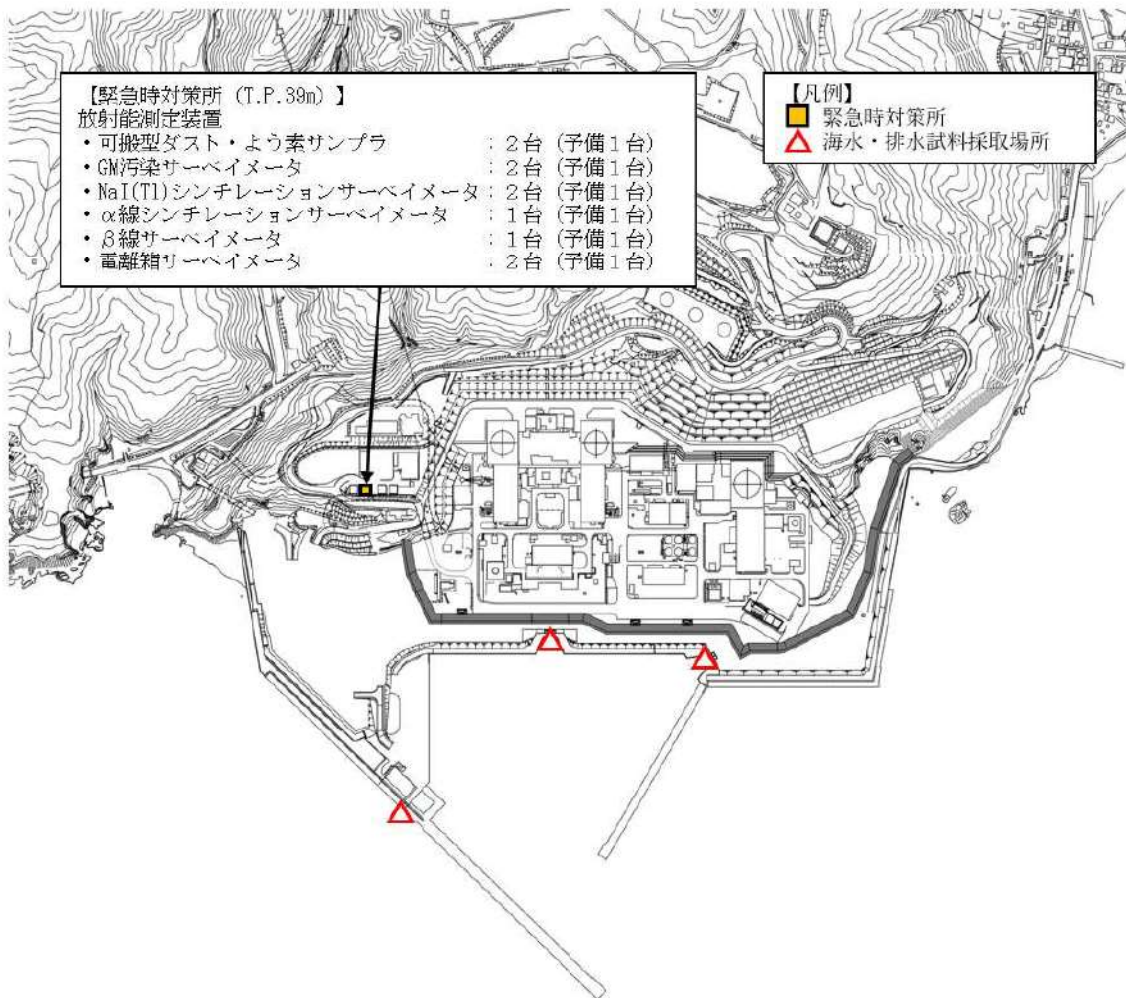 【緊急時対策所（T.P.39m）】
放射能測定装置
・可搬型ダスト・よう素サンプラ ：2台（予備1台）
・GM汚染サーベイメータ ：2台（予備1台）
・NaI(Tl)シンチレーションサーベイメータ：2台（予備1台）
・α線シンチレーションサーベイメータ ：1台（予備1台）
・β線サーベイメータ ：1台（予備1台）
・電離箱サーベイメータ ：2台（予備1台）
【凡例】
緊急時対策所
海水・排水試料採取場所